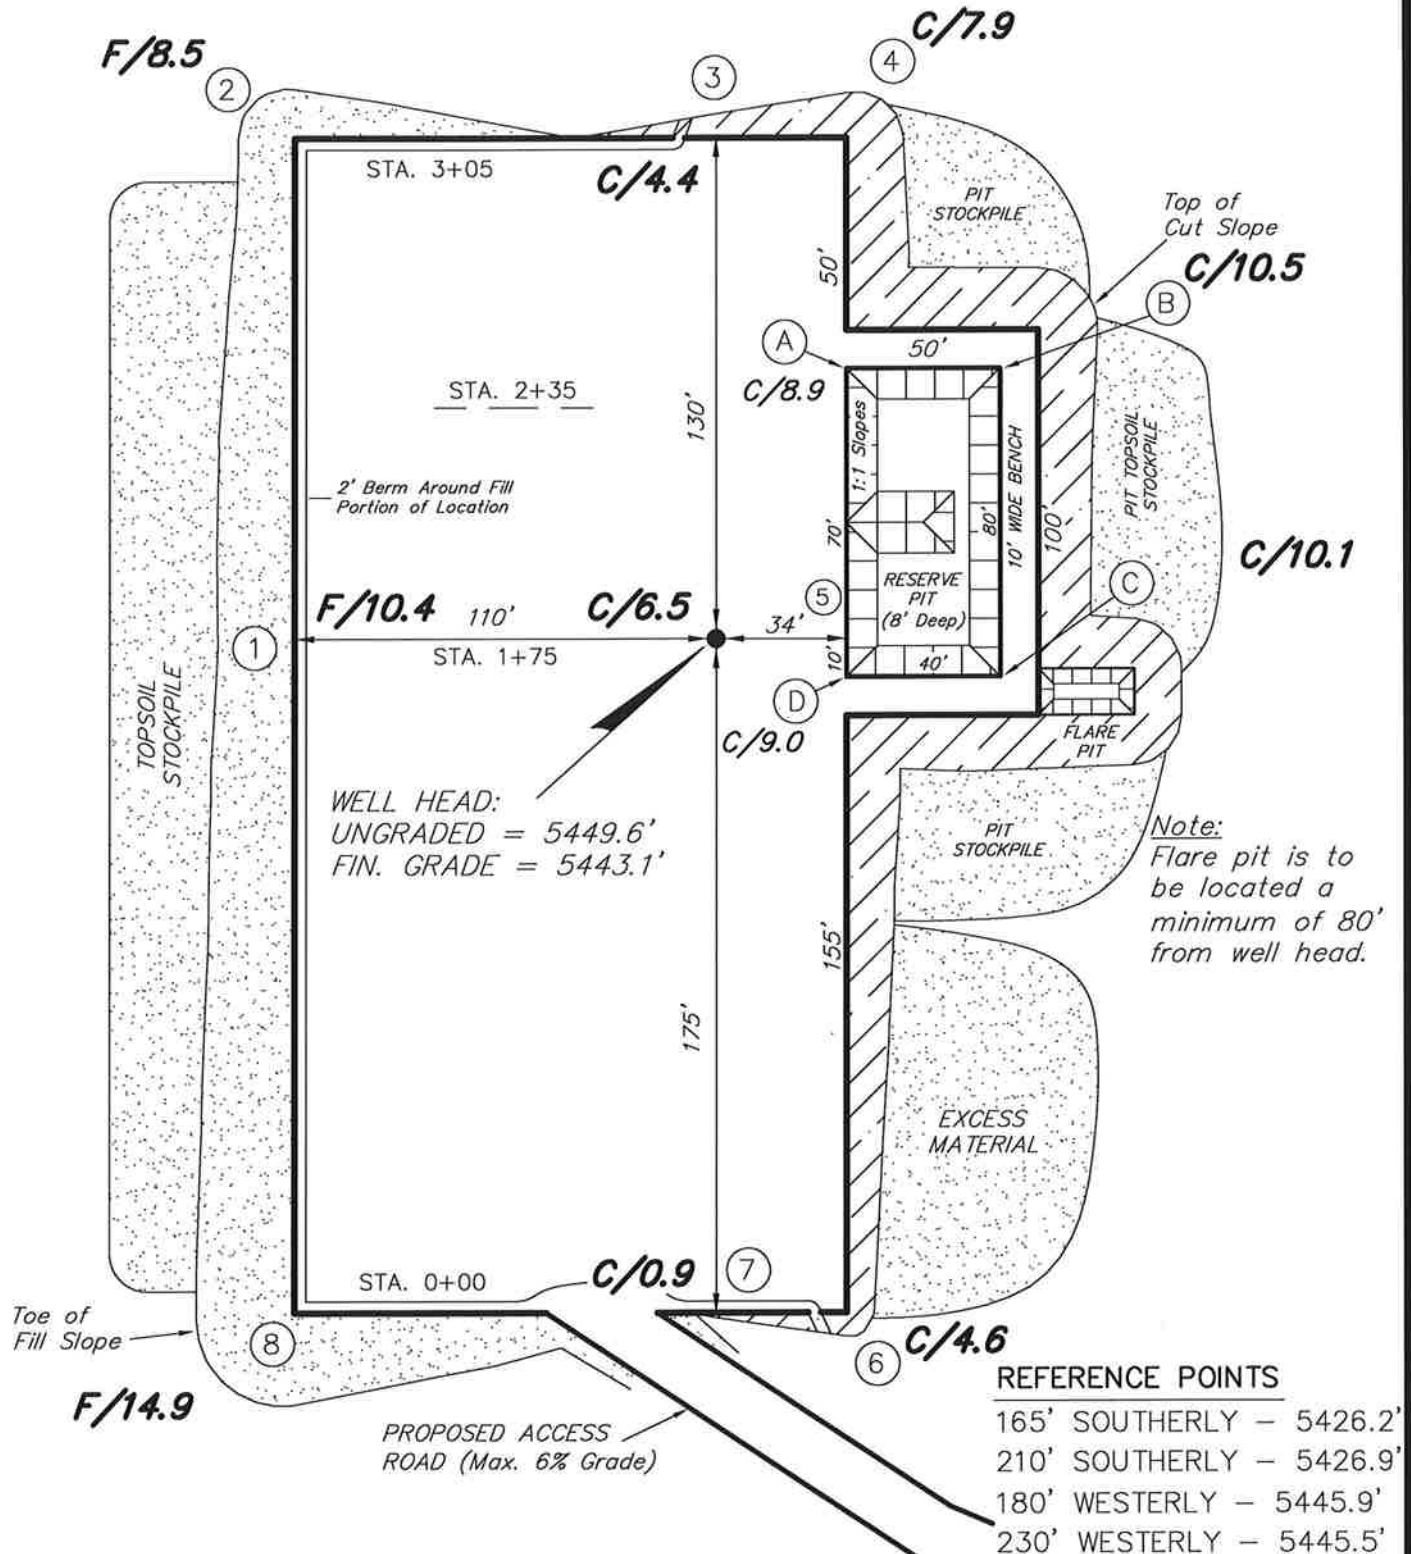 C/7.9
F/8.5
2
3
4
STA. 3+05
C/4.4
PIT
STOCKPILE
Top of
Cut Slope
C/10.5
50'
B
A
50'
C/8.9
STA. 2+35
130'
1:1 Slopes
10' WIDE BENCH
PIT TOPSOIL
STOCKPILE
2' Berm Around Fill
Portion of Location
70'
80'
100'
C/10.1
C
RESERVE
PIT
(8' Deep)
5
F/10.4
110'
C/6.5
34'
1
STA. 1+75
10'
40'
D
TOPSOIL
STOCKPILE
C/9.0
FLARE
PIT
WELL HEAD:
UNGRADED = 5449.6'
FIN. GRADE = 5443.1'
PIT
STOCKPILE
Note:
Flare pit is to
be located a
minimum of 80'
from well head.
155'
175'
EXCESS
MATERIAL
STA. 0+00
C/0.9
7
Toe of
Fill Slope
8
6
C/4.6
F/14.9
PROPOSED ACCESS
ROAD (Max. 6% Grade)
REFERENCE POINTS
165' SOUTHERLY - 5426.2'
210' SOUTHERLY - 5426.9'
180' WESTERLY - 5445.9'
230' WESTERLY - 5445.5'